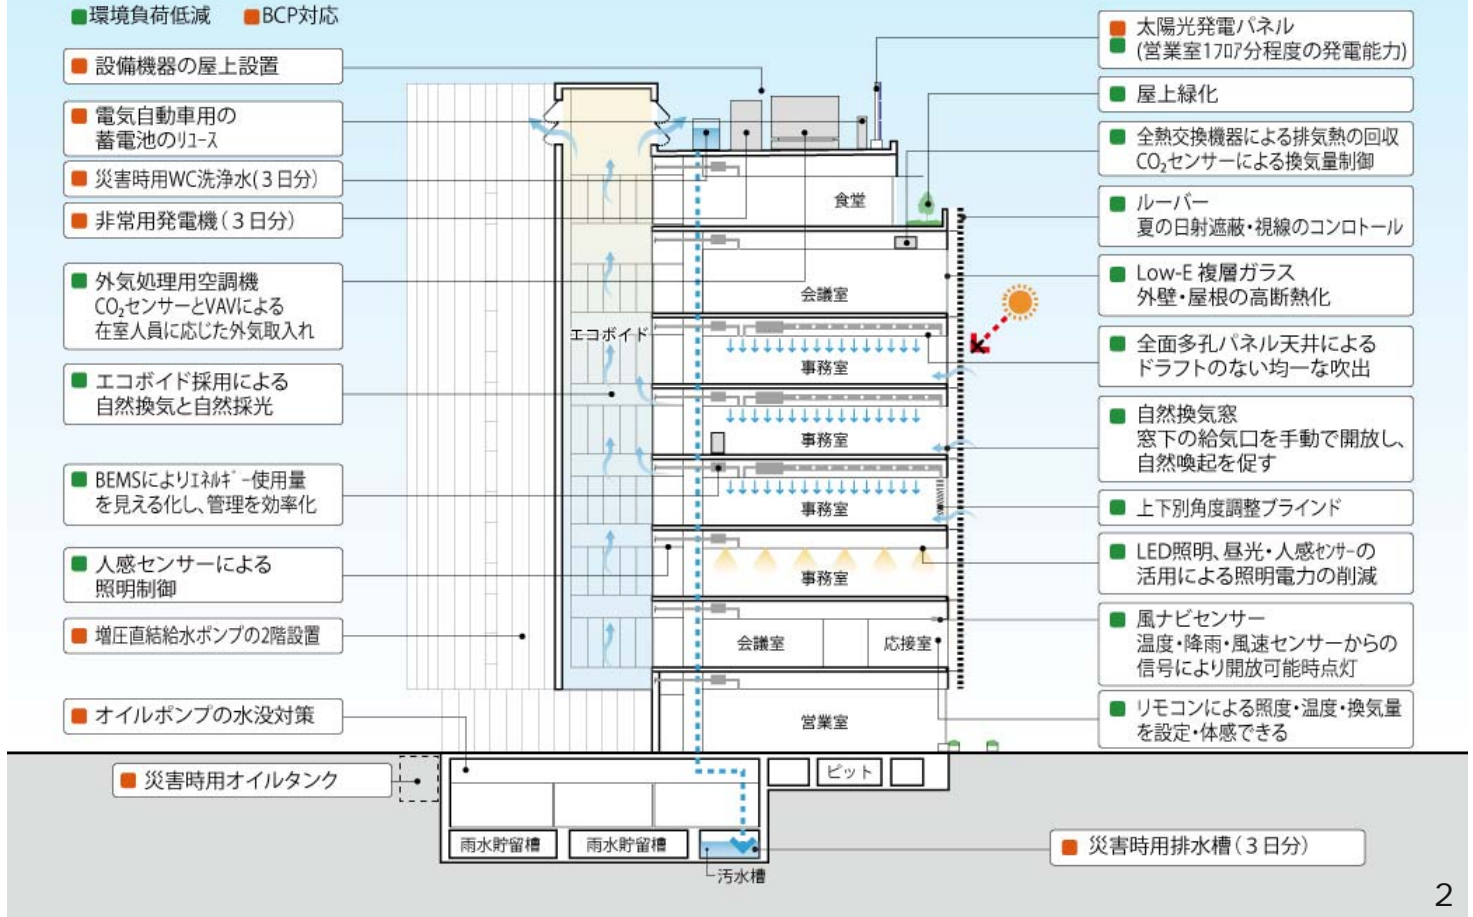 ■環境負荷低減 ■BCP対応
■設備機器の屋上設置
■電気自動車用の
蓄電池のﾘﾕｰｽ
■災害時用WC洗浄水(３日分)
■非常用発電機(３日分)
■外気処理用空調機
CO₂センサーとVAVによる
在室人員に応じた外気取入れ
■エコボイド採用による
自然換気と自然採光
■BEMSによりｴﾈﾙｷﾞｰ使用量
を見える化し、管理を効率化
■人感センサーによる
照明制御
■増圧直結給水ポンプの2階設置
■オイルポンプの水没対策
■災害時用オイルタンク
エコボイド
食堂
会議室
事務室
事務室
事務室
事務室
会議室
応接室
営業室
ピット
雨水貯留槽
雨水貯留槽
汚水槽
■太陽光発電パネル
■(営業室1ﾌﾛｱ分程度の発電能力)
■屋上緑化
■全熱交換機器による排気熱の回収
CO₂センサーによる換気量制御
■ルーバー
夏の日射遮蔽・視線のコンロトール
■Low-E 複層ガラス
外壁・屋根の高断熱化
■全面多孔パネル天井による
ドラフトのない均一な吹出
■自然換気窓
窓下の給気口を手動で開放し、
自然喚起を促す
■上下別角度調整ブラインド
■LED照明、昼光・人感ｾﾝｻｰの
活用による照明電力の削減
■風ナビセンサー
温度・降雨・風速センサーからの
信号により開放可能時点灯
■リモコンによる照度・温度・換気量
を設定・体感できる
■災害時用排水槽(３日分)
2